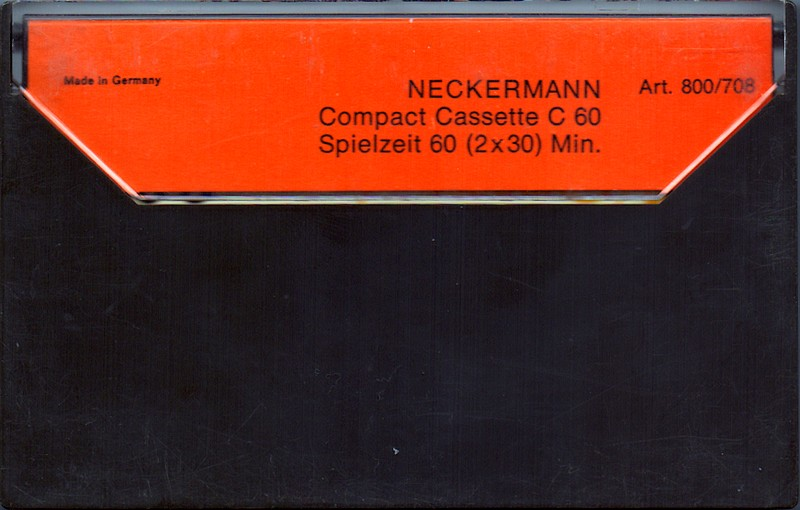 Made in Germany
NECKERMANN
Art. 800/708
Compact Cassette C 60
Spielzeit 60 (2x30) Min.